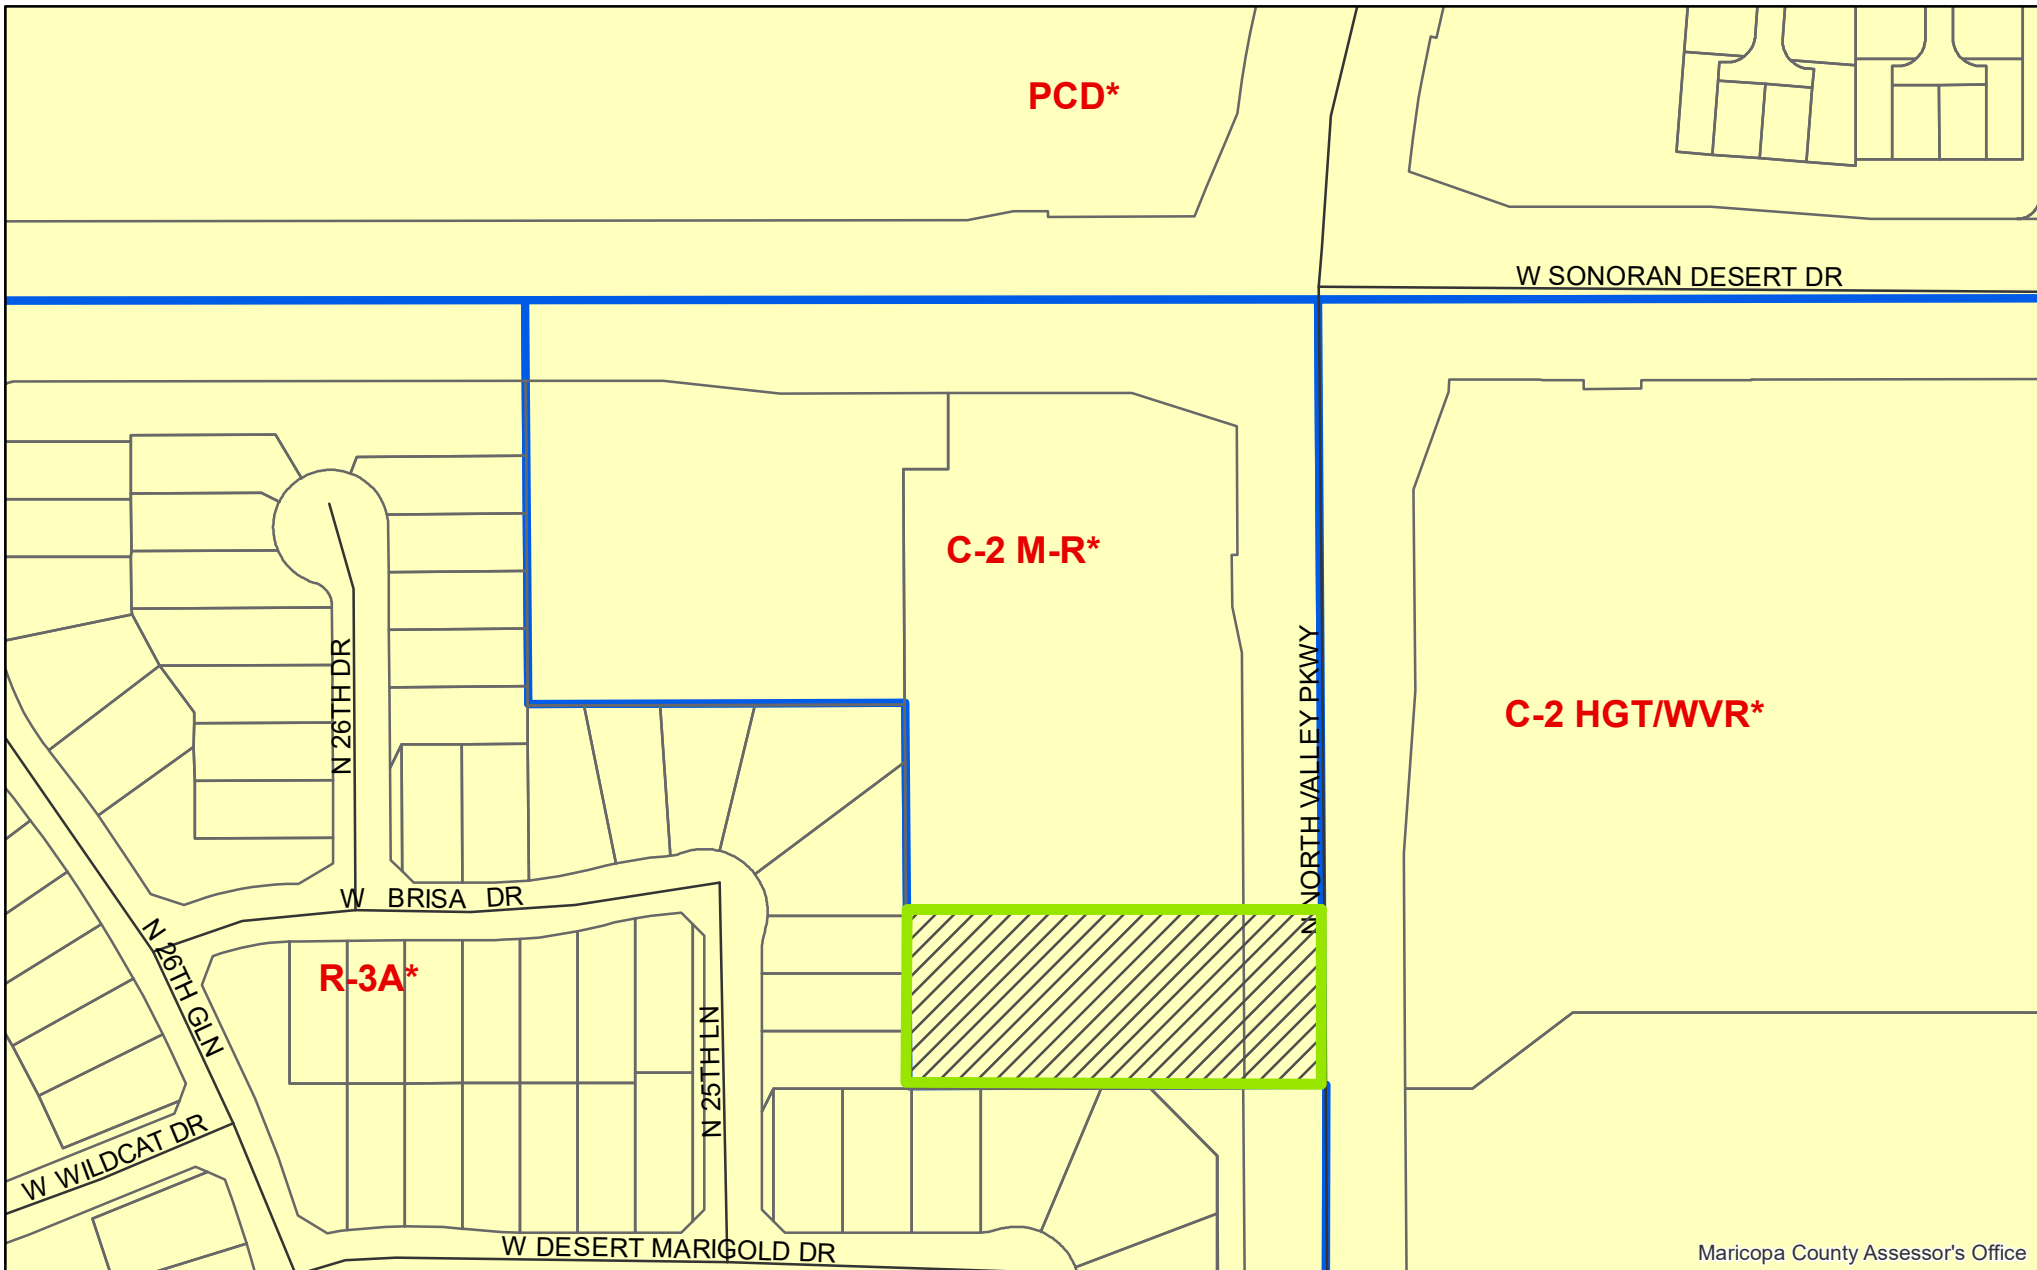 PCD*
W SONORAN DESERT DR
C-2 M-R*
N NORTH VALLEY PKWY
C-2 HGT/WVR*
N 26TH DR
W BRISA DR
N 26TH GLN
R-3A*
N 25TH LN
W WILDCAT DR
W DESERT MARIGOLD DR
Maricopa County Assessor's Office